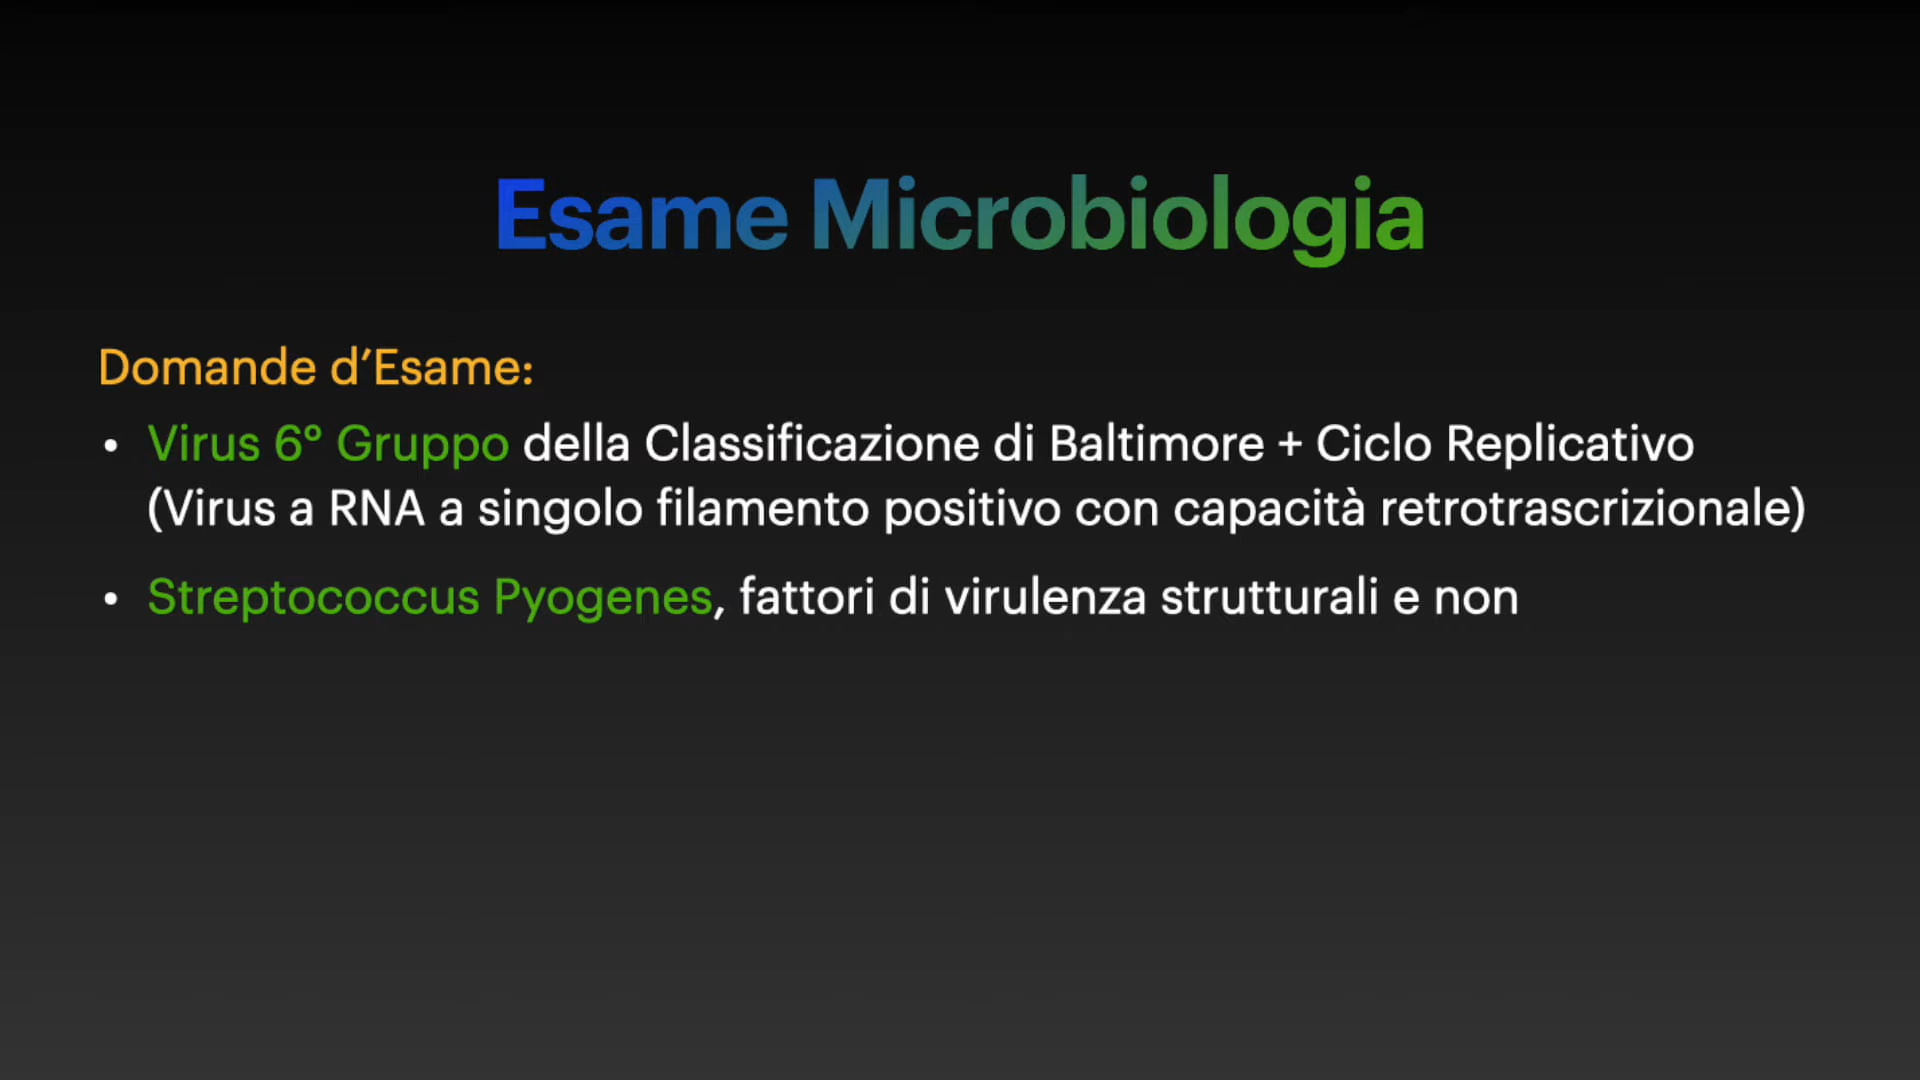 Esame Microbiologia
Domande d’Esame:
• Virus 6° Gruppo della Classificazione di Baltimore + Ciclo Replicativo
(Virus a RNA a singolo filamento positivo con capacità retrotrascrizionale)
• Streptococcus Pyogenes, fattori di virulenza strutturali e non